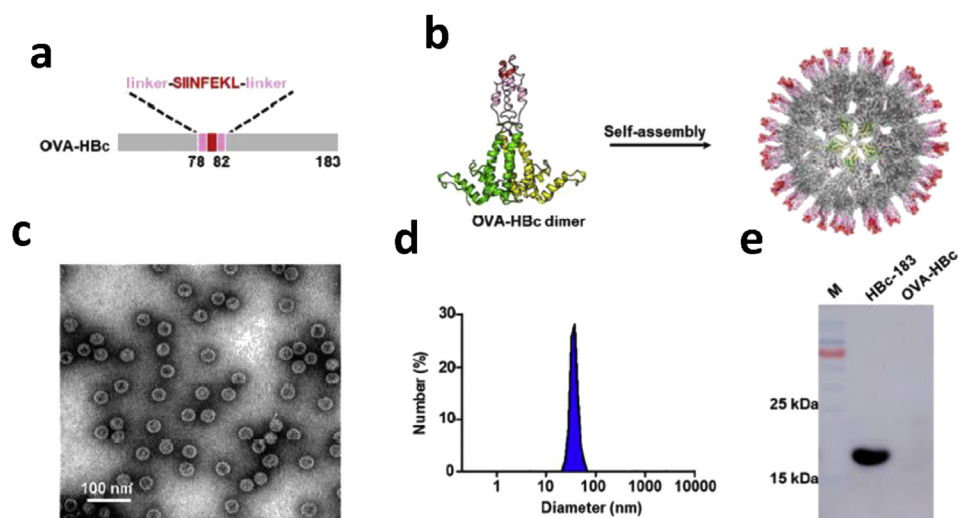 a
linker-SIINFEKL-linker
OVA-HBc
78 82 183
b
Self-assembly
OVA-HBc dimer
c
100 nm
d
Number (%)
30
20
10
0
1 10 100 1000 10000
Diameter (nm)
e
M HBc-183 OVA-HBc
25 kDa
15 kDa